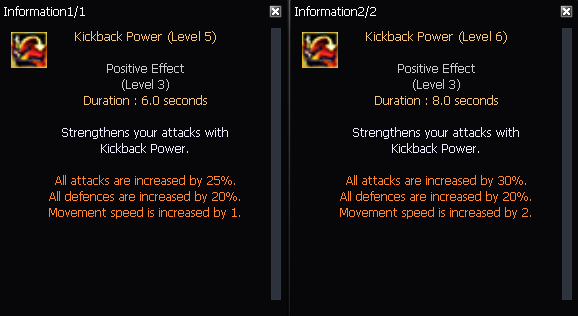 Information1/1
Kickback Power (Level 5)
Positive Effect
(Level 3)
Duration : 6.0 seconds
Strengthens your attacks with
Kickback Power.
All attacks are increased by 25%.
All defences are increased by 20%.
Movement speed is increased by 1.
Information2/2
Kickback Power (Level 6)
Positive Effect
(Level 3)
Duration : 8.0 seconds
Strengthens your attacks with
Kickback Power.
All attacks are increased by 30%.
All defences are increased by 20%.
Movement speed is increased by 2.